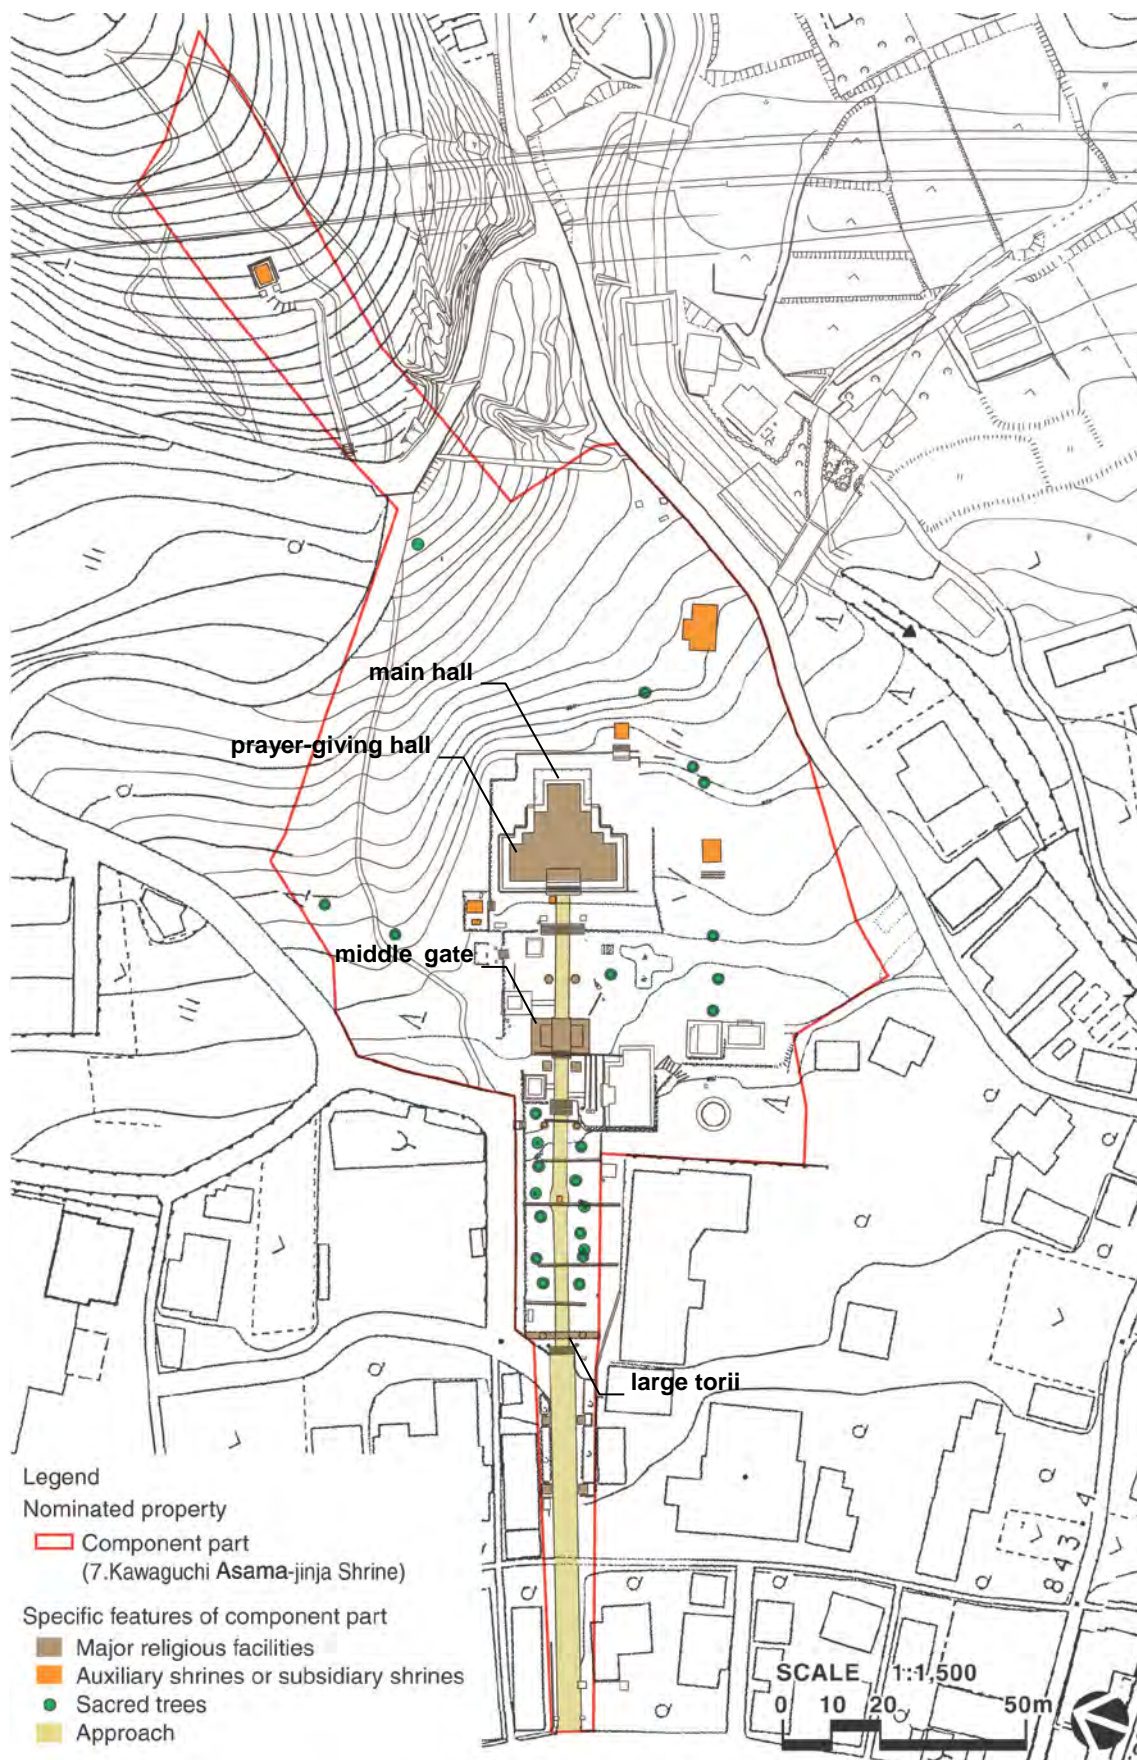 main hall
prayer-giving hall
middle gate
large torii
Legend
Nominated property
Component part
(7.Kawaguchi Asama-jinja Shrine)
Specific features of component part
Major religious facilities
Auxiliary shrines or subsidiary shrines
Sacred trees
Approach
843.4
SCALE 1:1,500
0 10 20 50m